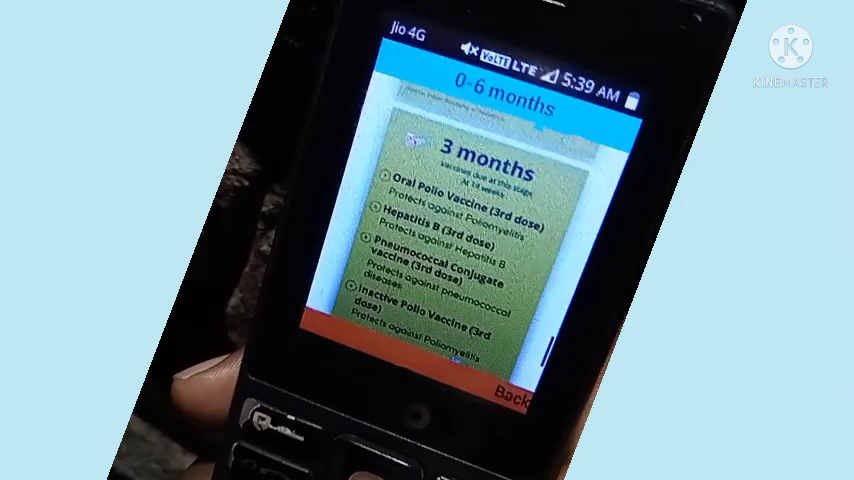 Jio 4G VoLTE LTE 5:39 AM
0-6 months
3 months
Vaccines due at this stage
At 14 weeks
Oral Polio Vaccine (3rd dose)
Protects against Poliomyelitis
Hepatitis B (3rd dose)
Protects against Hepatitis B
Pneumococcal Conjugate
vaccine (3rd dose)
Protects against pneumococcal
diseases
Inactive Polio Vaccine (3rd
dose)
Protects against Poliomyelitis
Back
KINEMASTER